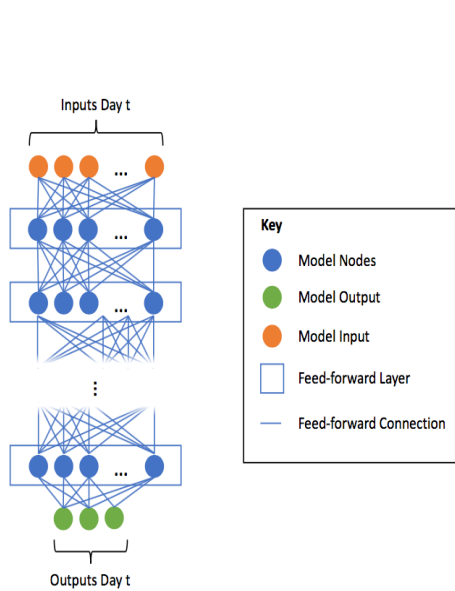 Inputs Day t
...
...
...
...
...
Outputs Day t
Key
Model Nodes
Model Output
Model Input
Feed-forward Layer
Feed-forward Connection